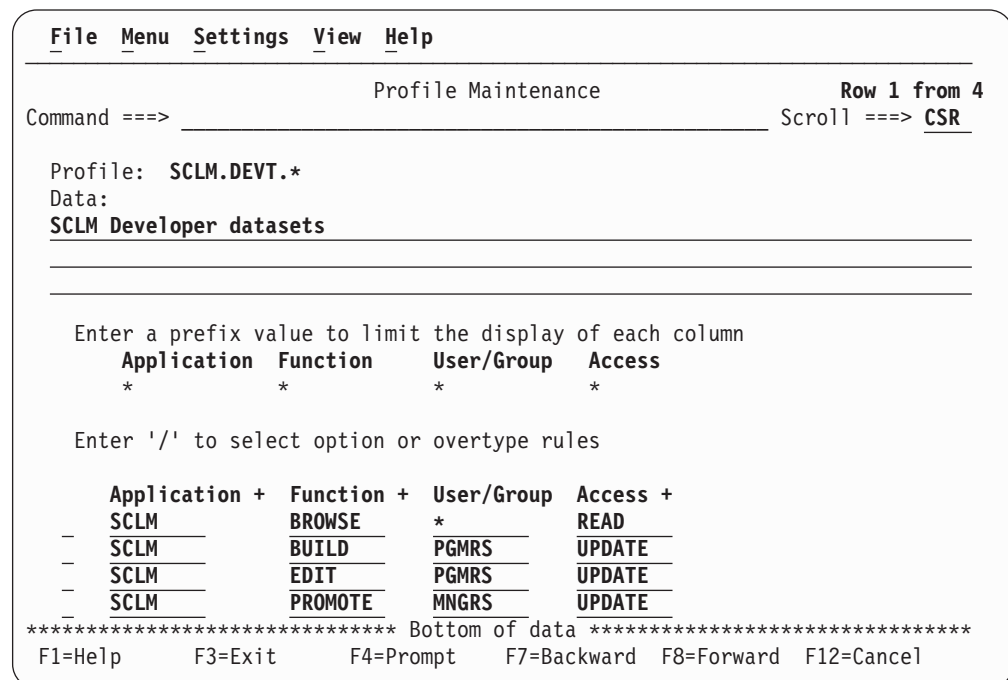 File Menu Settings View Help
Profile Maintenance Row 1 from 4
Command ===> Scroll ===> CSR
Profile: SCLM.DEVT.*
Data:
SCLM Developer datasets
Enter a prefix value to limit the display of each column
Application Function User/Group Access
* * * *
Enter '/' to select option or overtype rules
Application + Function + User/Group Access +
SCLM BROWSE * READ
SCLM BUILD PGMRS UPDATE
SCLM EDIT PGMRS UPDATE
SCLM PROMOTE MNGRS UPDATE
******************************* Bottom of data ********************************
F1=Help F3=Exit F4=Prompt F7=Backward F8=Forward F12=Cancel